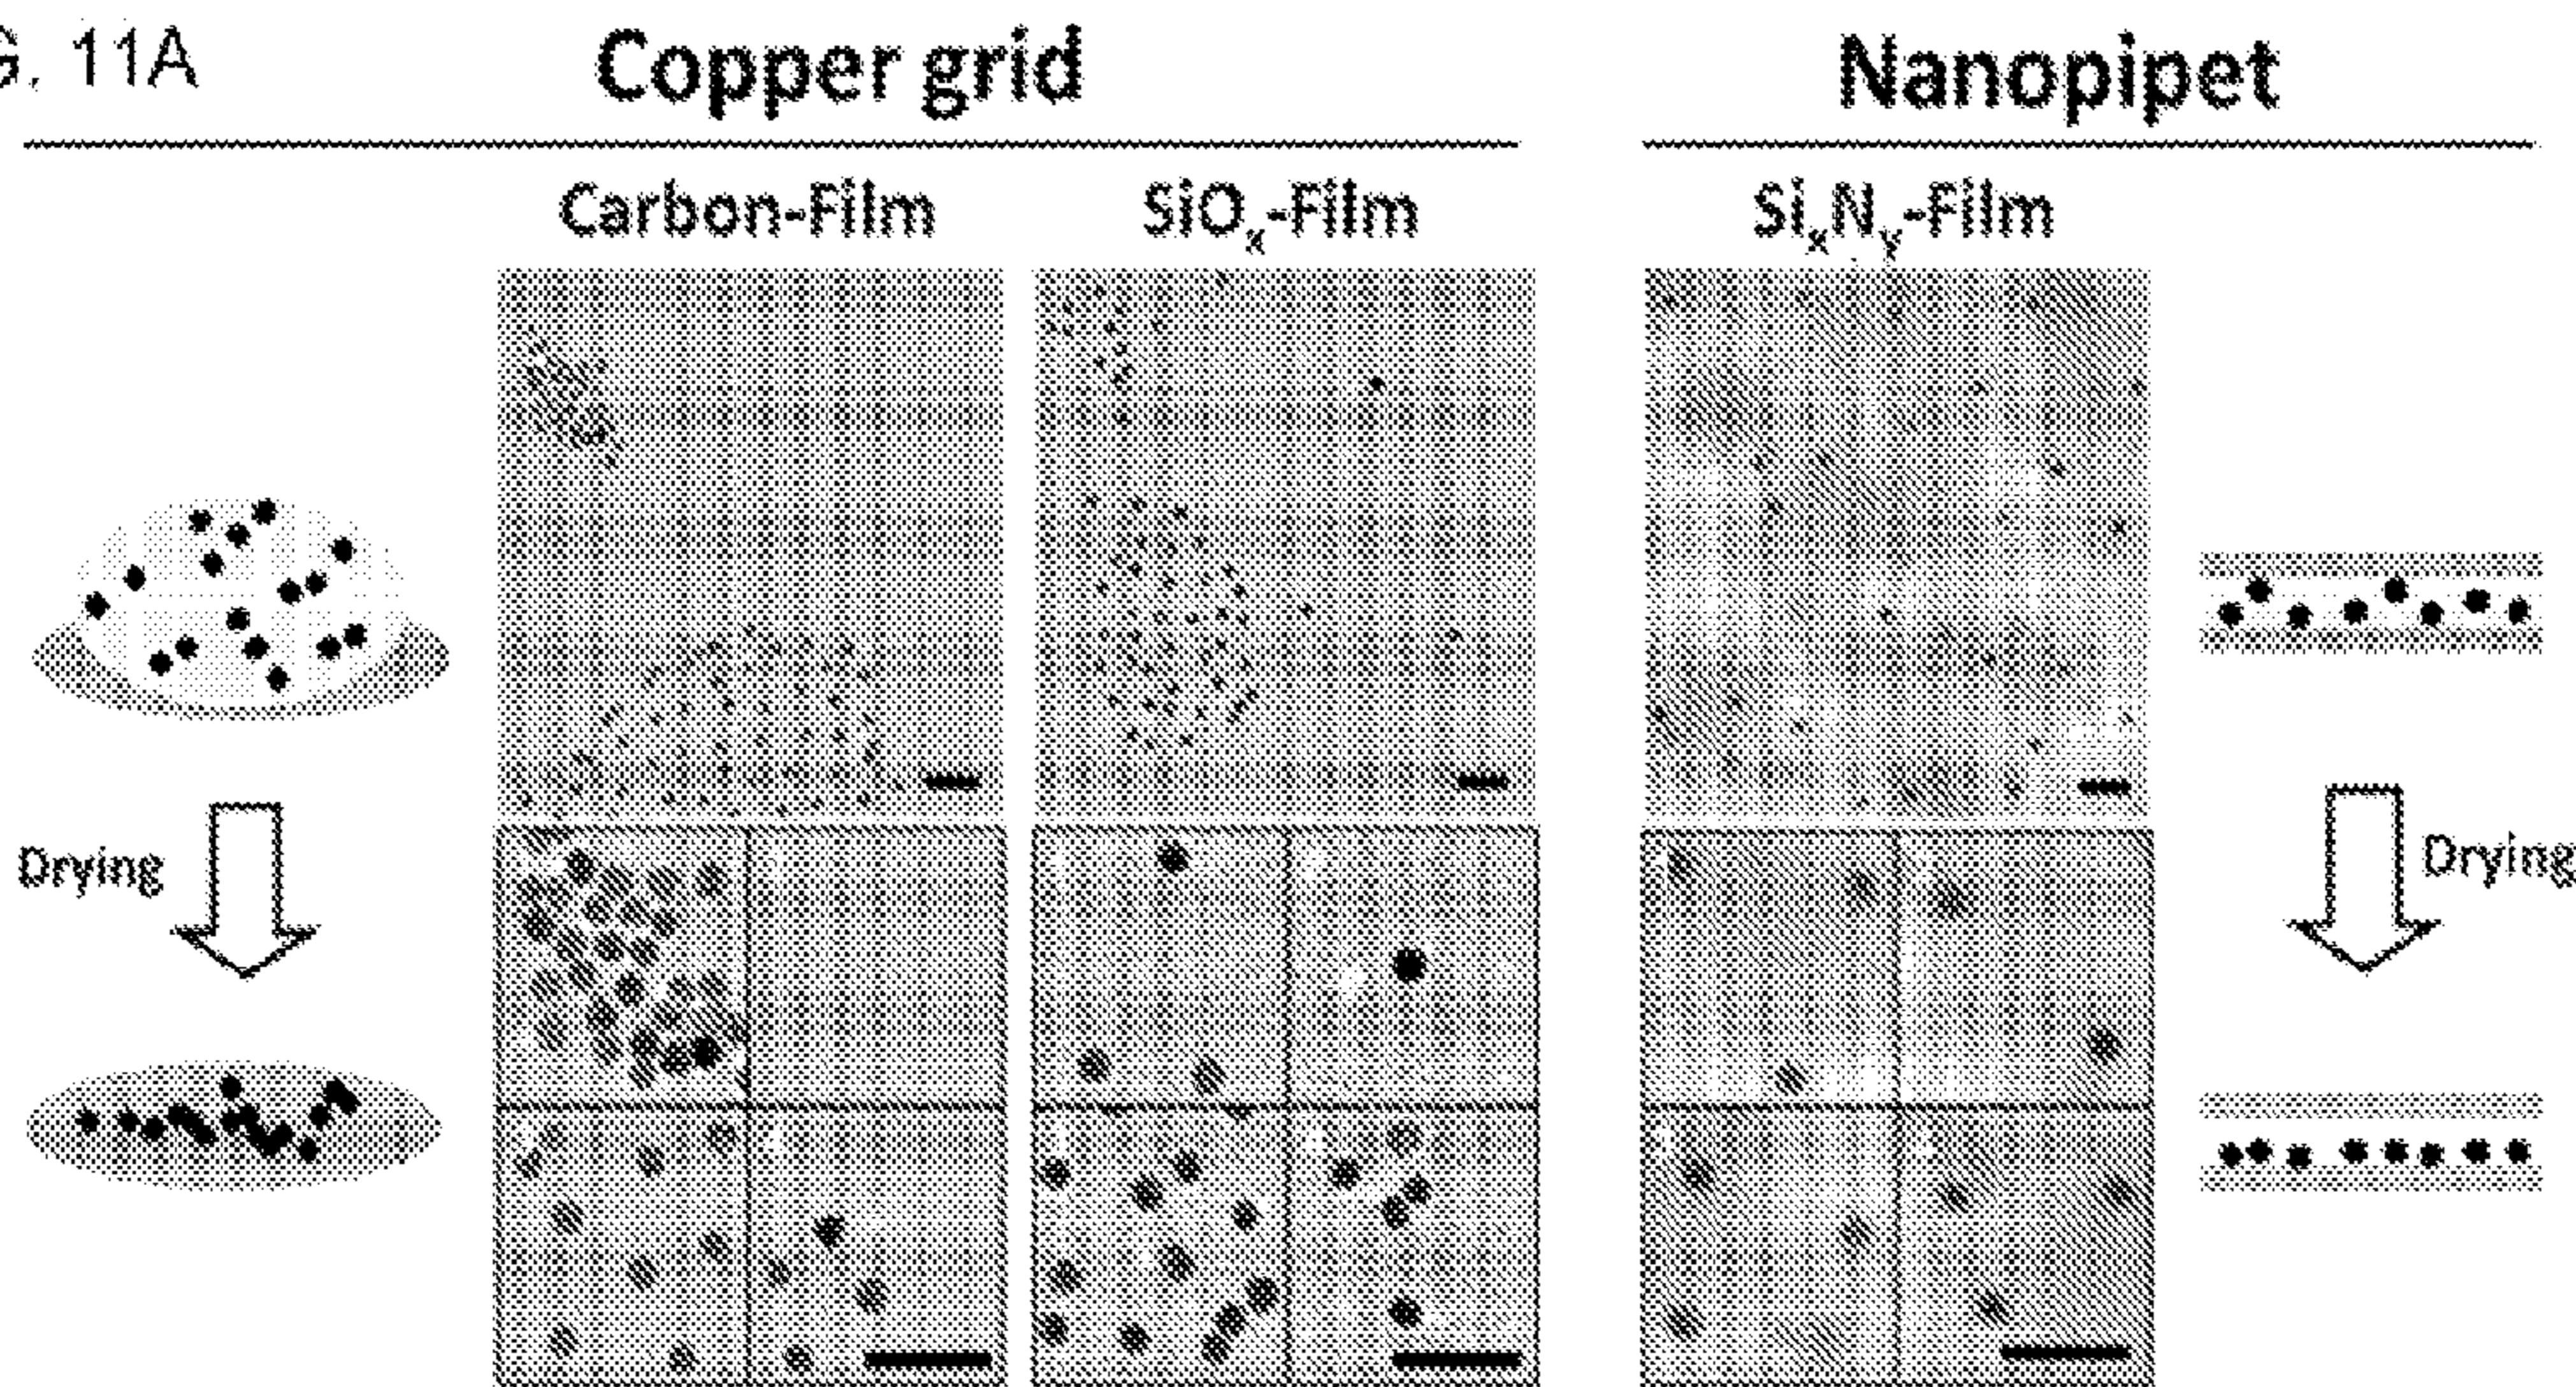 G. 11A
Copper grid
Nanopipet
Carbon-Film
SiOx-Film
SixNy-Film
Drying
Drying